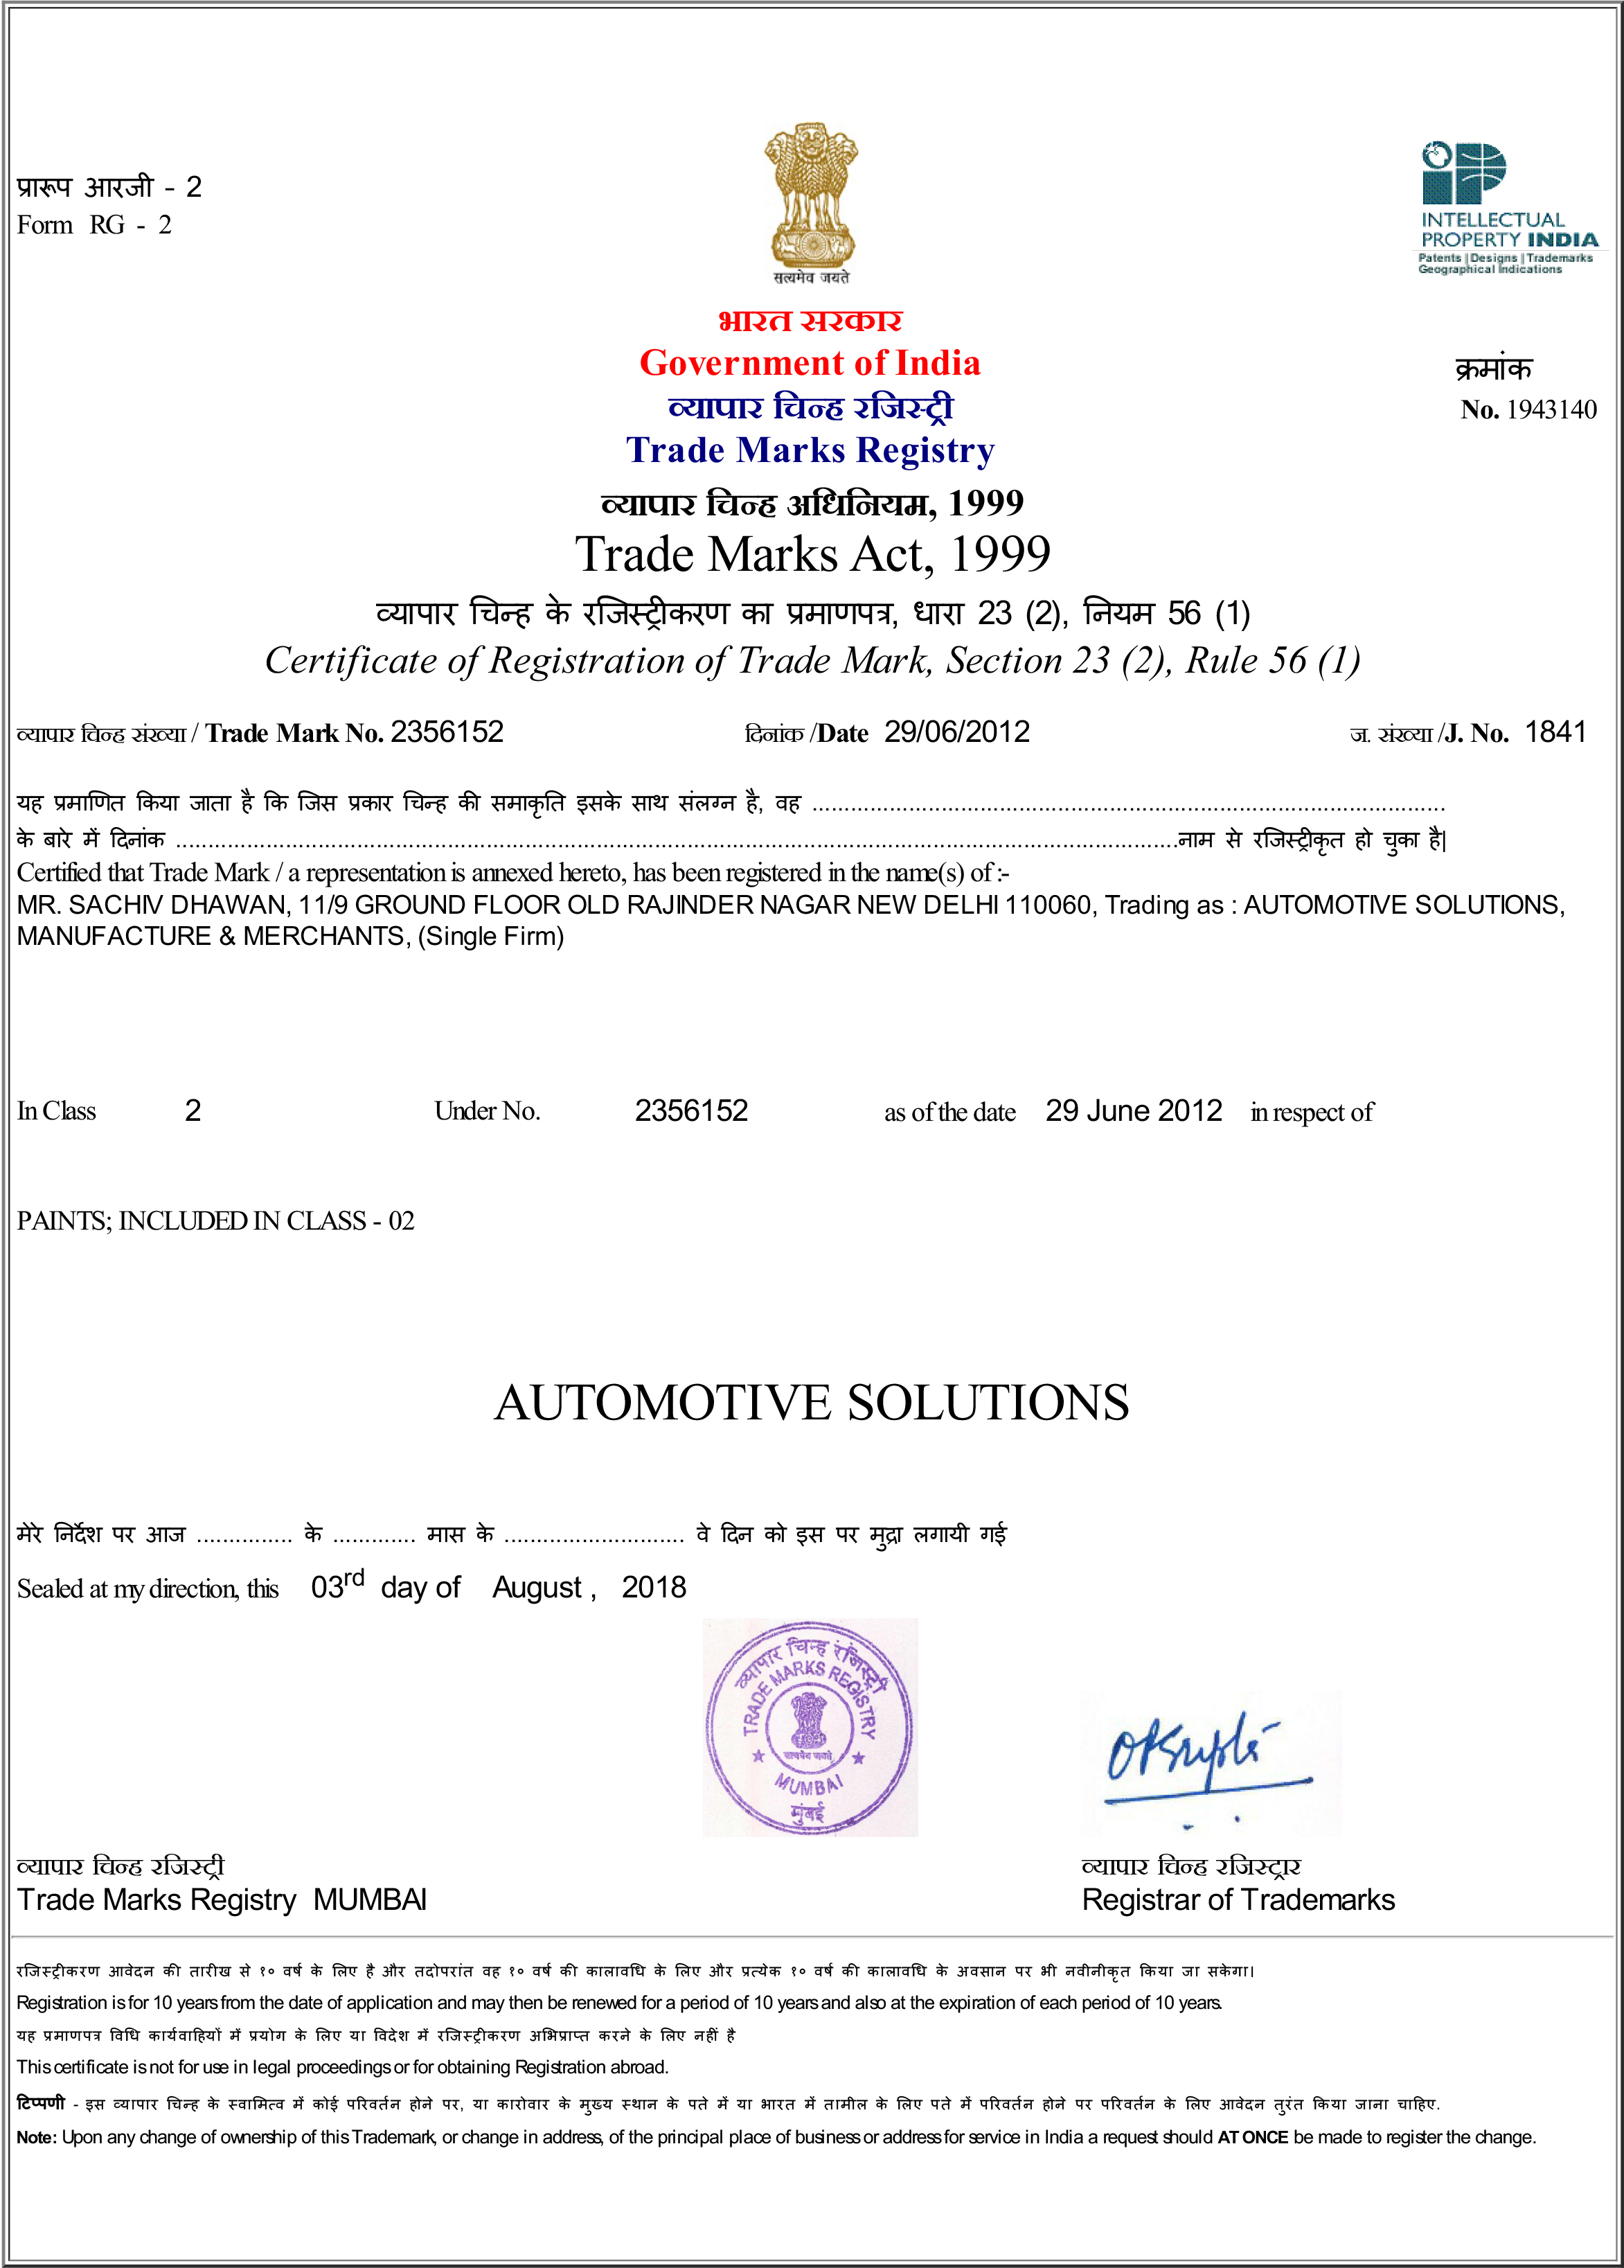 प्रारूप आरजी - 2
Form RG - 2
सत्यमेव जयते
INTELLECTUAL
PROPERTY INDIA
Patents | Designs | Trademarks
Geographical Indications
भारत सरकार
Government of India
व्यापार चिन्ह रजिस्ट्री
Trade Marks Registry
क्रमांक
No. 1943140
व्यापार चिन्ह अधिनियम, 1999
Trade Marks Act, 1999
व्यापार चिन्ह के रजिस्ट्रीकरण का प्रमाणपत्र, धारा 23 (2), नियम 56 (1)
Certificate of Registration of Trade Mark, Section 23 (2), Rule 56 (1)
व्यापार चिन्ह संख्या / Trade Mark No. 2356152 दिनांक /Date 29/06/2012 ज. संख्या /J. No. 1841
यह प्रमाणित किया जाता है कि जिस प्रकार चिन्ह की समाकृति इसके साथ संलग्न है, वह ....................................................................................................
के बारे में दिनांक ..............................................................................................................................................................नाम से रजिस्ट्रीकृत हो चुका है|
Certified that Trade Mark / a representation is annexed hereto, has been registered in the name(s) of :-
MR. SACHIV DHAWAN, 11/9 GROUND FLOOR OLD RAJINDER NAGAR NEW DELHI 110060, Trading as : AUTOMOTIVE SOLUTIONS,
MANUFACTURE & MERCHANTS, (Single Firm)
In Class 2 Under No. 2356152 as of the date 29 June 2012 in respect of
PAINTS; INCLUDED IN CLASS - 02
AUTOMOTIVE SOLUTIONS
मेरे निर्देश पर आज ............... के ............. मास के ............................ वे दिन को इस पर मुद्रा लगायी गई
Sealed at my direction, this 03rd day of August , 2018
व्यापार चिन्ह रजिस्ट्री
TRADE MARKS REGISTRY
सत्यमेव जयते
MUMBAI
मुंबई
व्यापार चिन्ह रजिस्ट्री
Trade Marks Registry MUMBAI
व्यापार चिन्ह रजिस्ट्रार
Registrar of Trademarks
रजिस्ट्रीकरण आवेदन की तारीख से १० वर्ष के लिए है और तदोपरांत वह १० वर्ष की कालावधि के लिए और प्रत्येक १० वर्ष की कालावधि के अवसान पर भी नवीनीकृत किया जा सकेगा।
Registration is for 10 years from the date of application and may then be renewed for a period of 10 years and also at the expiration of each period of 10 years.
यह प्रमाणपत्र विधि कार्यवाहियों में प्रयोग के लिए या विदेश में रजिस्ट्रीकरण अभिप्राप्त करने के लिए नहीं है
This certificate is not for use in legal proceedings or for obtaining Registration abroad.
टिप्पणी - इस व्यापार चिन्ह के स्वामित्व में कोई परिवर्तन होने पर, या कारोवार के मुख्य स्थान के पते में या भारत में तामील के लिए पते में परिवर्तन होने पर परिवर्तन के लिए आवेदन तुरंत किया जाना चाहिए.
Note: Upon any change of ownership of this Trademark, or change in address, of the principal place of business or address for service in India a request should AT ONCE be made to register the change.